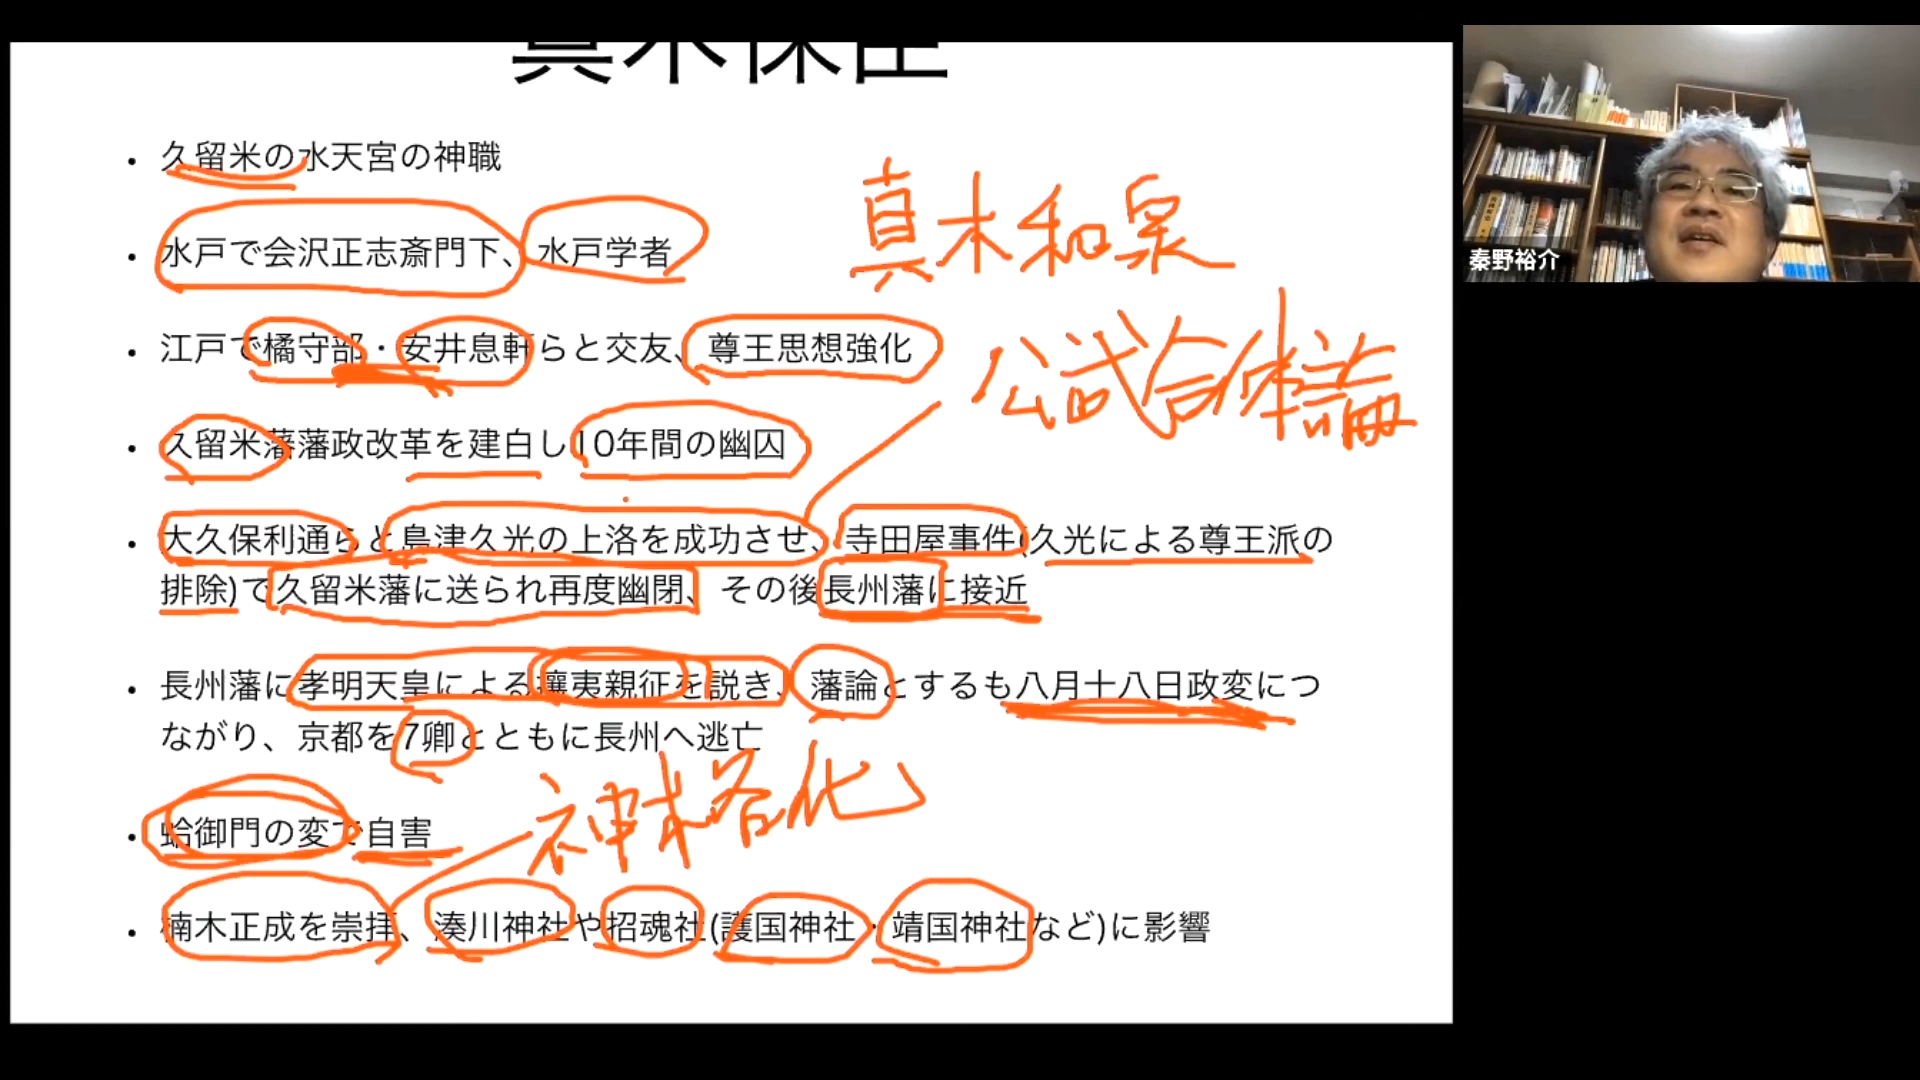 真木保臣
• 久留米の水天宮の神職
• 水戸で会沢正志斎門下、水戸学者
真木和泉
• 江戸で橘守部・安井息軒らと交友、尊王思想強化
公武合体論
• 久留米藩藩政改革を建白し10年間の幽囚
• 大久保利通らと島津久光の上洛を成功させ、寺田屋事件(久光による尊王派の
排除)で久留米藩に送られ再度幽閉、その後長州藩に接近
• 長州藩に孝明天皇による攘夷親征を説き、藩論とするも八月十八日政変につ
ながり、京都を7卿とともに長州へ逃亡
神格化
• 蛤御門の変で自害
• 楠木正成を崇拝、湊川神社や招魂社(護国神社・靖国神社など)に影響
秦野裕介